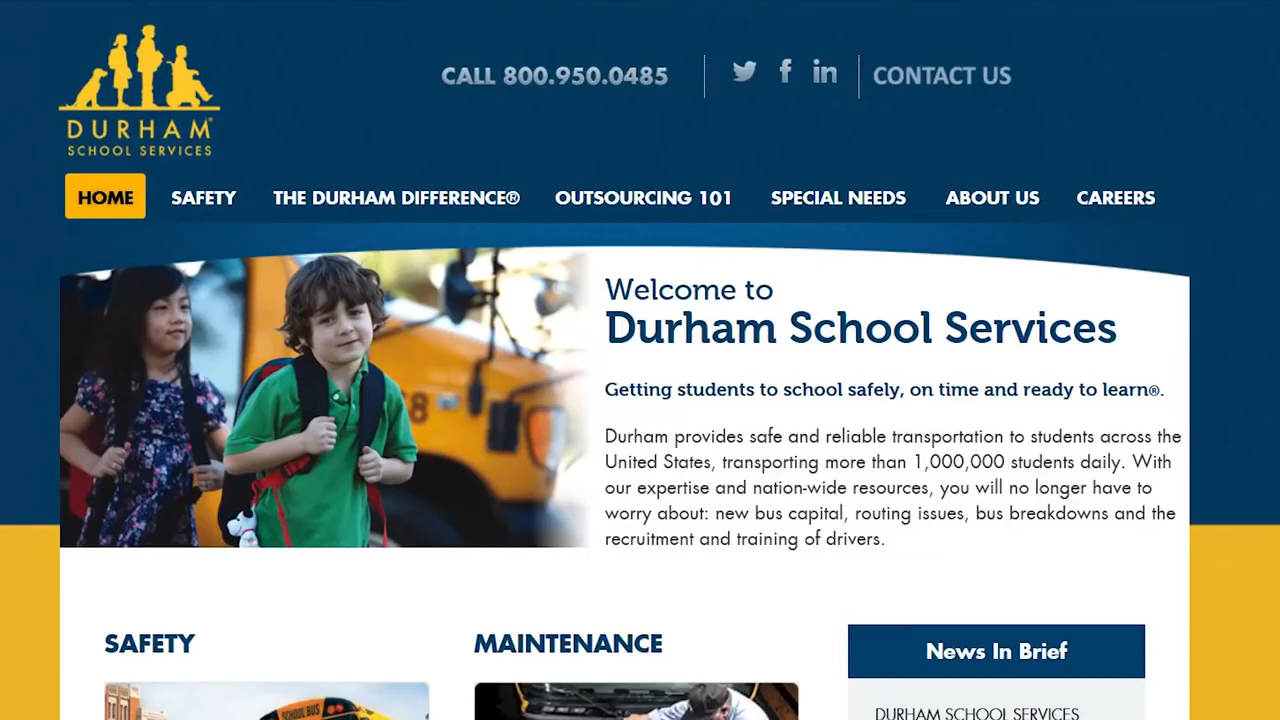 DURHAM®
SCHOOL SERVICES
CALL 800.950.0485
CONTACT US
HOME
SAFETY
THE DURHAM DIFFERENCE®
OUTSOURCING 101
SPECIAL NEEDS
ABOUT US
CAREERS
Welcome to
Durham School Services
Getting students to school safely, on time and ready to learn®.
Durham provides safe and reliable transportation to students across the
United States, transporting more than 1,000,000 students daily. With
our expertise and nation-wide resources, you will no longer have to
worry about: new bus capital, routing issues, bus breakdowns and the
recruitment and training of drivers.
SAFETY
SCHOOL BUS
MAINTENANCE
News In Brief
DURHAM SCHOOL SERVICES